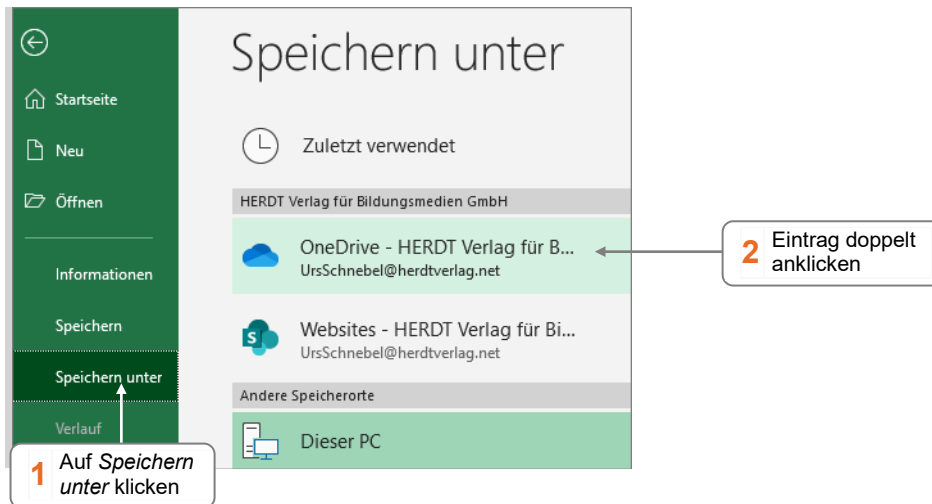 Startseite
Neu
Öffnen
Informationen
Speichern
Speichern unter
Verlauf
Speichern unter
Zuletzt verwendet
HERDT Verlag für Bildungsmedien GmbH
OneDrive - HERDT Verlag für B...
UrsSchnebel@herdtverlag.net
Websites - HERDT Verlag für Bi...
UrsSchnebel@herdtverlag.net
Andere Speicherorte
Dieser PC
1 Auf Speichern
unter klicken
2 Eintrag doppelt
anklicken